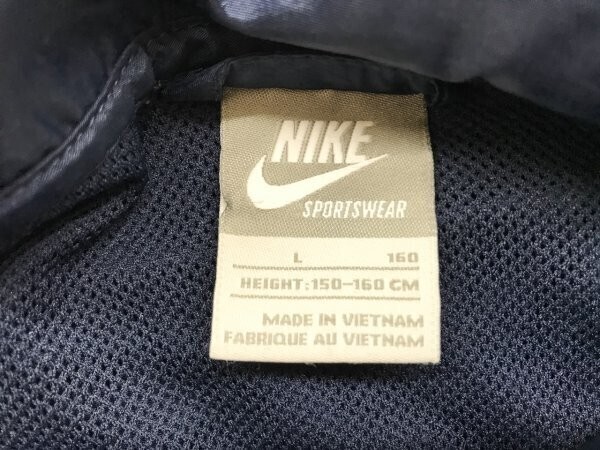 NIKE
SPORTSWEAR
L 160
HEIGHT:150-160 CM
MADE IN VIETNAM
FABRIQUE AU VIETNAM